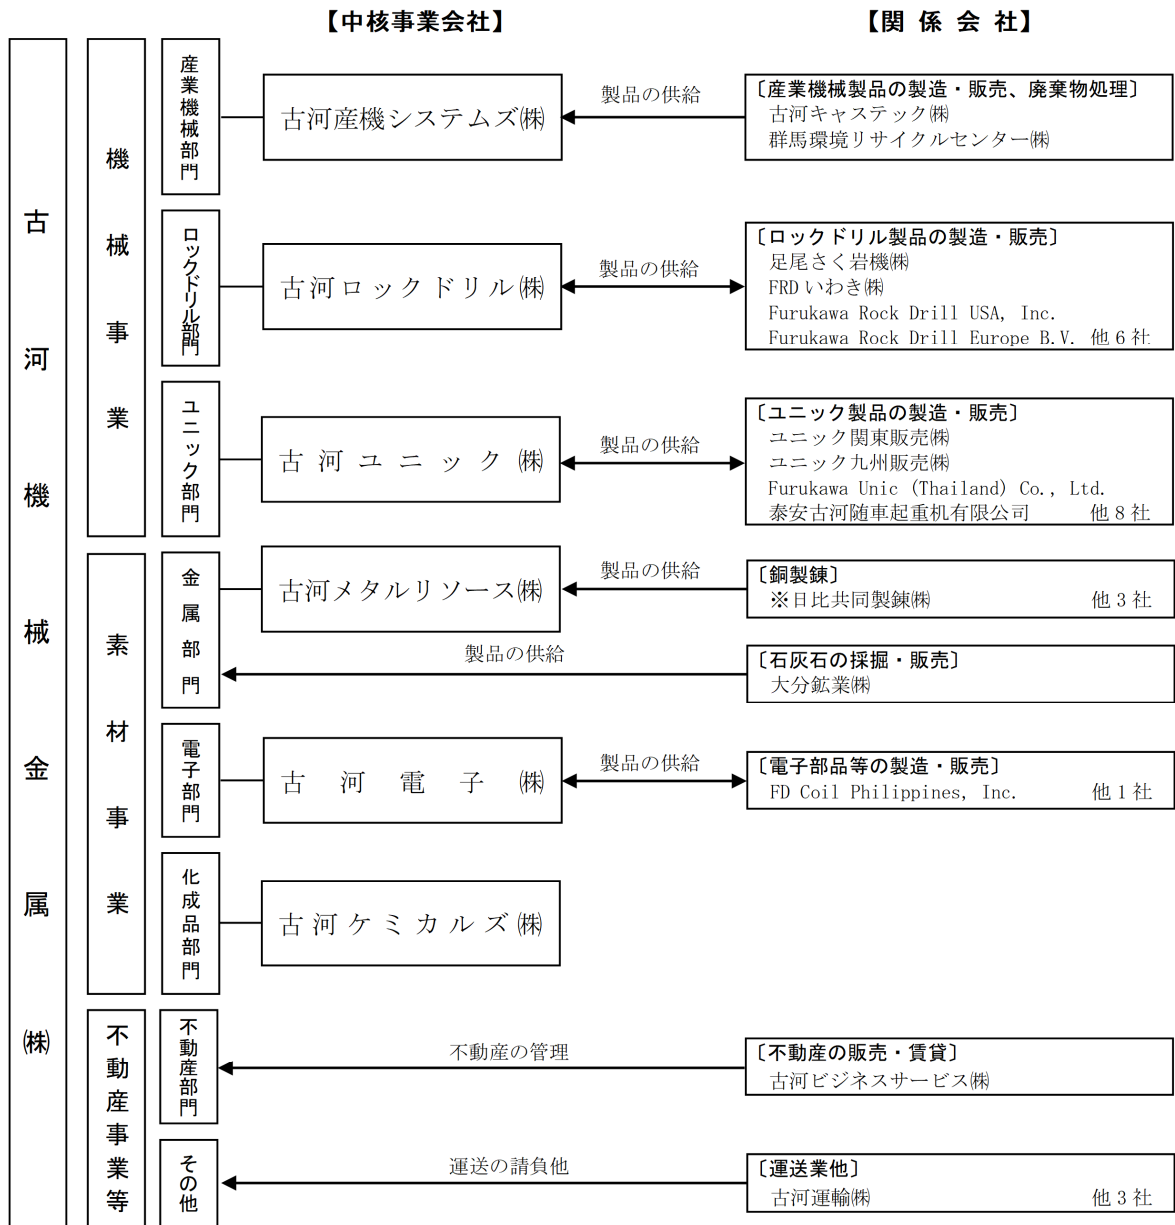 【中核事業会社】
【関 係 会 社】
古河機械金属㈱
機械事業
産業機械部門
古河産機システムズ㈱
製品の供給
〔産業機械製品の製造・販売、廃棄物処理〕
古河キャステック㈱
群馬環境リサイクルセンター㈱
ロックドリル部門
古河ロックドリル㈱
製品の供給
〔ロックドリル製品の製造・販売〕
足尾さく岩機㈱
FRD いわき㈱
Furukawa Rock Drill USA, Inc.
Furukawa Rock Drill Europe B.V. 他 6 社
ユニック部門
古河ユニック㈱
製品の供給
〔ユニック製品の製造・販売〕
ユニック関東販売㈱
ユニック九州販売㈱
Furukawa Unic (Thailand) Co., Ltd.
泰安古河随車起重机有限公司 他 8 社
素材事業
金属部門
古河メタルリソース㈱
製品の供給
〔銅製錬〕
※日比共同製錬㈱ 他 3 社
製品の供給
〔石灰石の採掘・販売〕
大分鉱業㈱
電子部門
古河電子㈱
製品の供給
〔電子部品等の製造・販売〕
FD Coil Philippines, Inc. 他 1 社
化成品部門
古河ケミカルズ㈱
不動産事業等
不動産部門
不動産の管理
〔不動産の販売・賃貸〕
古河ビジネスサービス㈱
その他
運送の請負他
〔運送業他〕
古河運輸㈱ 他 3 社